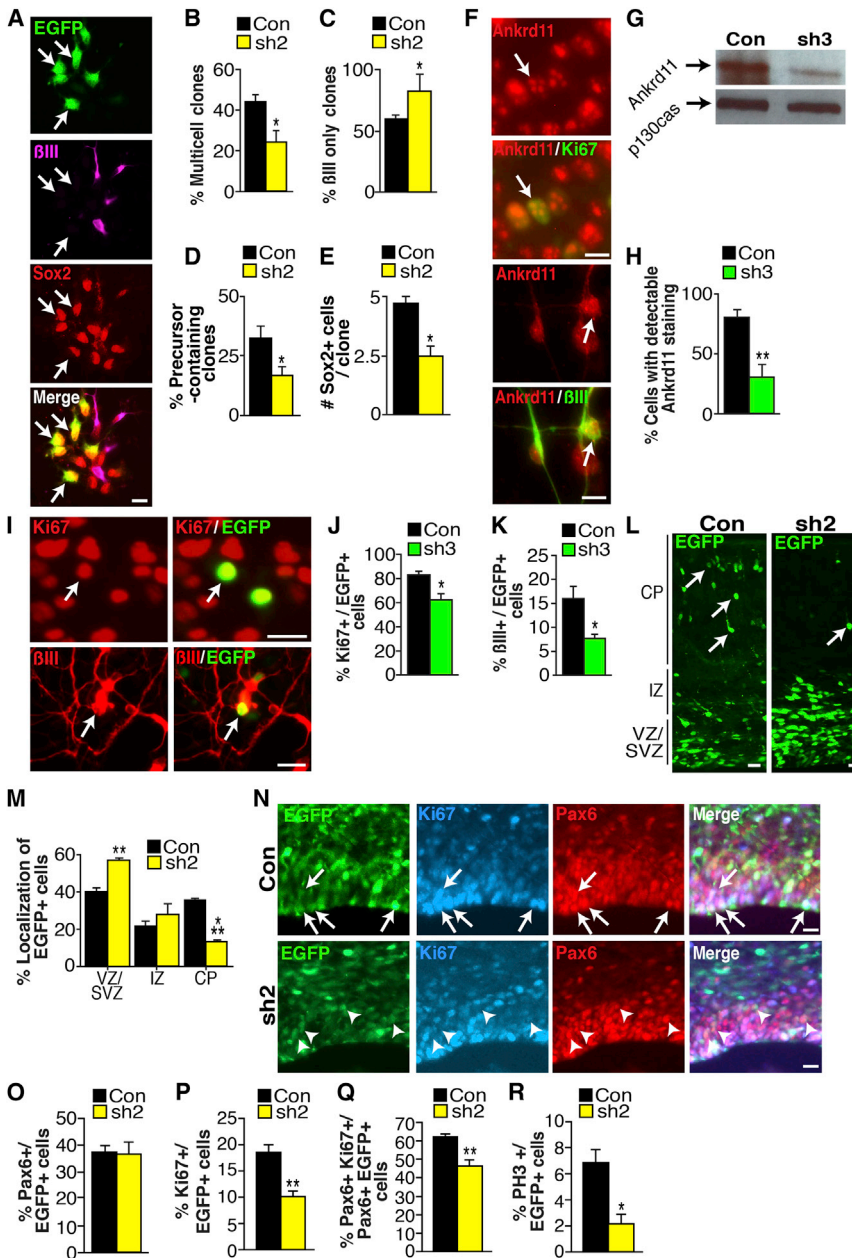 A
EGFP
ßIII
Sox2
Merge
B
Con
sh2
% Multicell clones
60
40
20
0
*
C
Con
sh2
% ßIII only clones
100
50
0
*
D
Con
sh2
% Precursor
-containing
clones
50
25
0
*
E
Con
sh2
# Sox2+ cells
/ clone
5
2.5
0
*
F
Ankrd11
Ankrd11/Ki67
Ankrd11
Ankrd11/ßIII
G
Con
sh3
Ankrd11
p130cas
H
Con
sh3
% Cells with detectable
Ankrd11 staining
100
50
0
**
I
Ki67
Ki67/EGFP
ßIII
ßIII/EGFP
J
Con
sh3
% Ki67+ / EGFP+
cells
100
80
60
40
20
0
*
K
Con
sh3
% ßIII+ / EGFP+
cells
25
20
15
10
5
0
*
L
Con
sh2
EGFP
EGFP
CP
IZ
VZ/
SVZ
M
Con
sh2
% Localization of
EGFP+ cells
60
40
20
0
**
*
**
VZ/
SVZ
IZ
CP
N
Con
EGFP
Ki67
Pax6
Merge
sh2
EGFP
Ki67
Pax6
Merge
O
Con
sh2
% Pax6+/
EGFP+ cells
50
40
30
20
10
0
P
Con
sh2
% Ki67+/
EGFP+ cells
25
20
15
10
5
0
**
Q
Con
sh2
% Pax6+ Ki67+/
Pax6+ EGFP+
cells
70
60
50
40
30
20
10
0
**
R
Con
sh2
% PH3 +/
EGFP+ cells
8
6
4
2
0
*